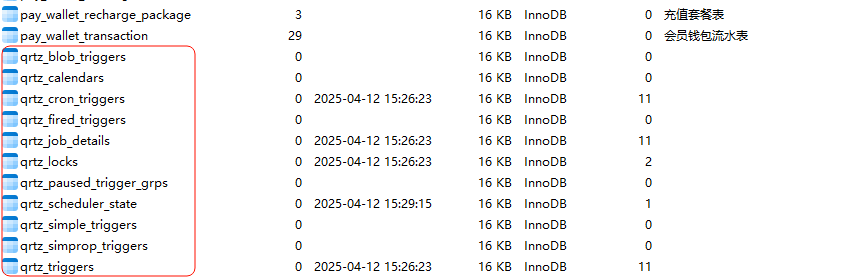 pay_wallet_recharge_package 3 16 KB InnoDB 0 充值套餐表
pay_wallet_transaction 29 16 KB InnoDB 0 会员钱包流水表
qrtz_blob_triggers 0 16 KB InnoDB 0
qrtz_calendars 0 16 KB InnoDB 0
qrtz_cron_triggers 0 2025-04-12 15:26:23 16 KB InnoDB 11
qrtz_fired_triggers 0 16 KB InnoDB 0
qrtz_job_details 0 2025-04-12 15:26:23 16 KB InnoDB 11
qrtz_locks 0 2025-04-12 15:26:23 16 KB InnoDB 2
qrtz_paused_trigger_grps 0 16 KB InnoDB 0
qrtz_scheduler_state 0 2025-04-12 15:29:15 16 KB InnoDB 1
qrtz_simple_triggers 0 16 KB InnoDB 0
qrtz_simprop_triggers 0 16 KB InnoDB 0
qrtz_triggers 0 2025-04-12 15:26:23 16 KB InnoDB 11